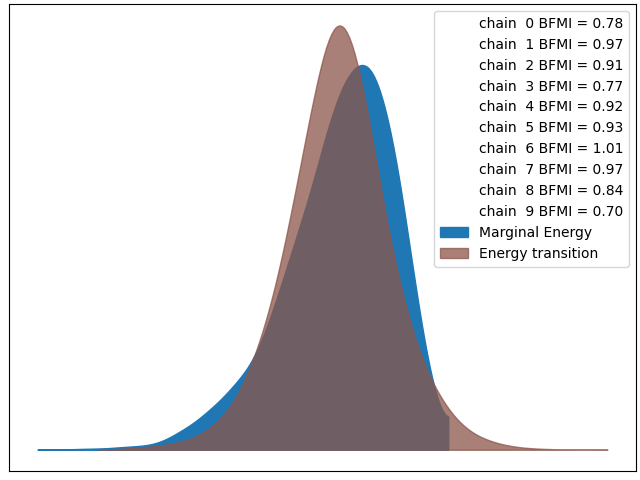 chain  0 BFMI = 0.78
chain  1 BFMI = 0.97
chain  2 BFMI = 0.91
chain  3 BFMI = 0.77
chain  4 BFMI = 0.92
chain  5 BFMI = 0.93
chain  6 BFMI = 1.01
chain  7 BFMI = 0.97
chain  8 BFMI = 0.84
chain  9 BFMI = 0.70
Marginal Energy
Energy transition